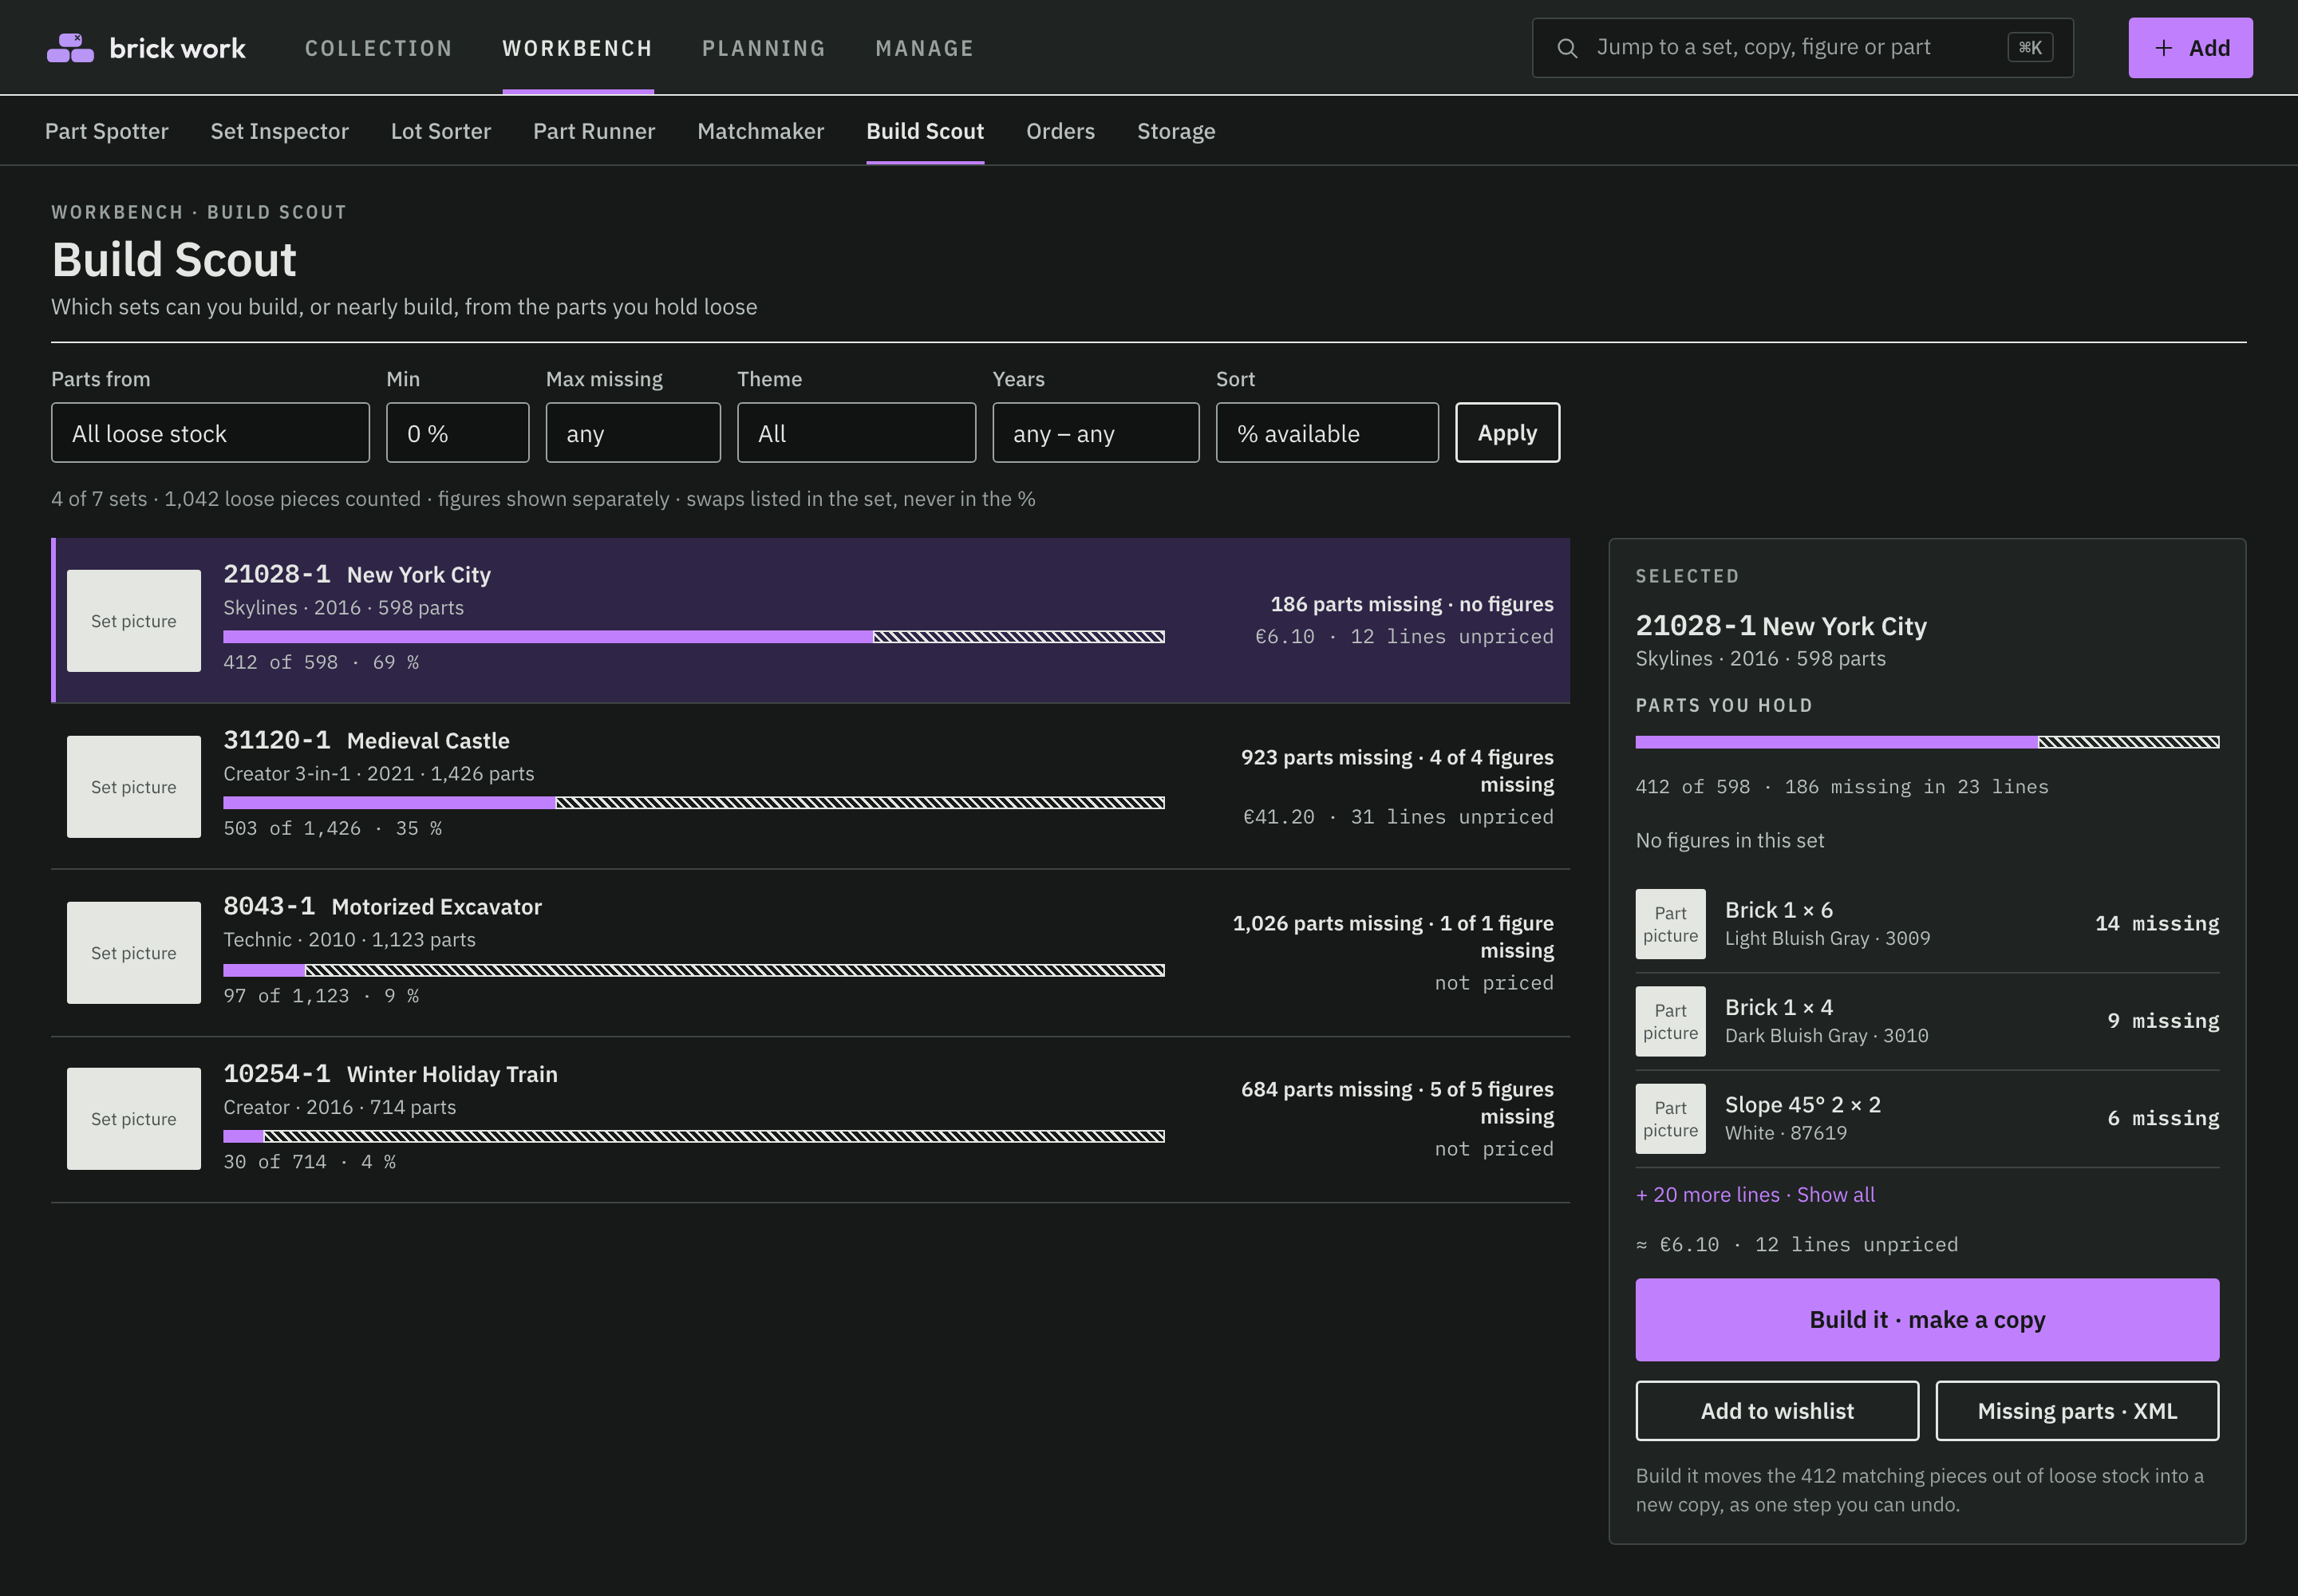 brick work
COLLECTION
WORKBENCH
PLANNING
MANAGE
Jump to a set, copy, figure or part
⌘K
+ Add
Part Spotter
Set Inspector
Lot Sorter
Part Runner
Matchmaker
Build Scout
Orders
Storage
WORKBENCH · BUILD SCOUT
Build Scout
Which sets can you build, or nearly build, from the parts you hold loose
Parts from
Min
Max missing
Theme
Years
Sort
All loose stock
0 %
any
All
any – any
% available
Apply
4 of 7 sets · 1,042 loose pieces counted · figures shown separately · swaps listed in the set, never in the %
Set picture
21028-1 New York City
Skylines · 2016 · 598 parts
412 of 598 · 69 %
186 parts missing · no figures
€6.10 · 12 lines unpriced
Set picture
31120-1 Medieval Castle
Creator 3-in-1 · 2021 · 1,426 parts
503 of 1,426 · 35 %
923 parts missing · 4 of 4 figures
missing
€41.20 · 31 lines unpriced
Set picture
8043-1 Motorized Excavator
Technic · 2010 · 1,123 parts
97 of 1,123 · 9 %
1,026 parts missing · 1 of 1 figure
missing
not priced
Set picture
10254-1 Winter Holiday Train
Creator · 2016 · 714 parts
30 of 714 · 4 %
684 parts missing · 5 of 5 figures
missing
not priced
SELECTED
21028-1 New York City
Skylines · 2016 · 598 parts
PARTS YOU HOLD
412 of 598 · 186 missing in 23 lines
No figures in this set
Part
picture
Brick 1 × 6
Light Bluish Gray · 3009
14 missing
Part
picture
Brick 1 × 4
Dark Bluish Gray · 3010
9 missing
Part
picture
Slope 45° 2 × 2
White · 87619
6 missing
+ 20 more lines · Show all
≈ €6.10 · 12 lines unpriced
Build it · make a copy
Add to wishlist
Missing parts · XML
Build it moves the 412 matching pieces out of loose stock into a
new copy, as one step you can undo.